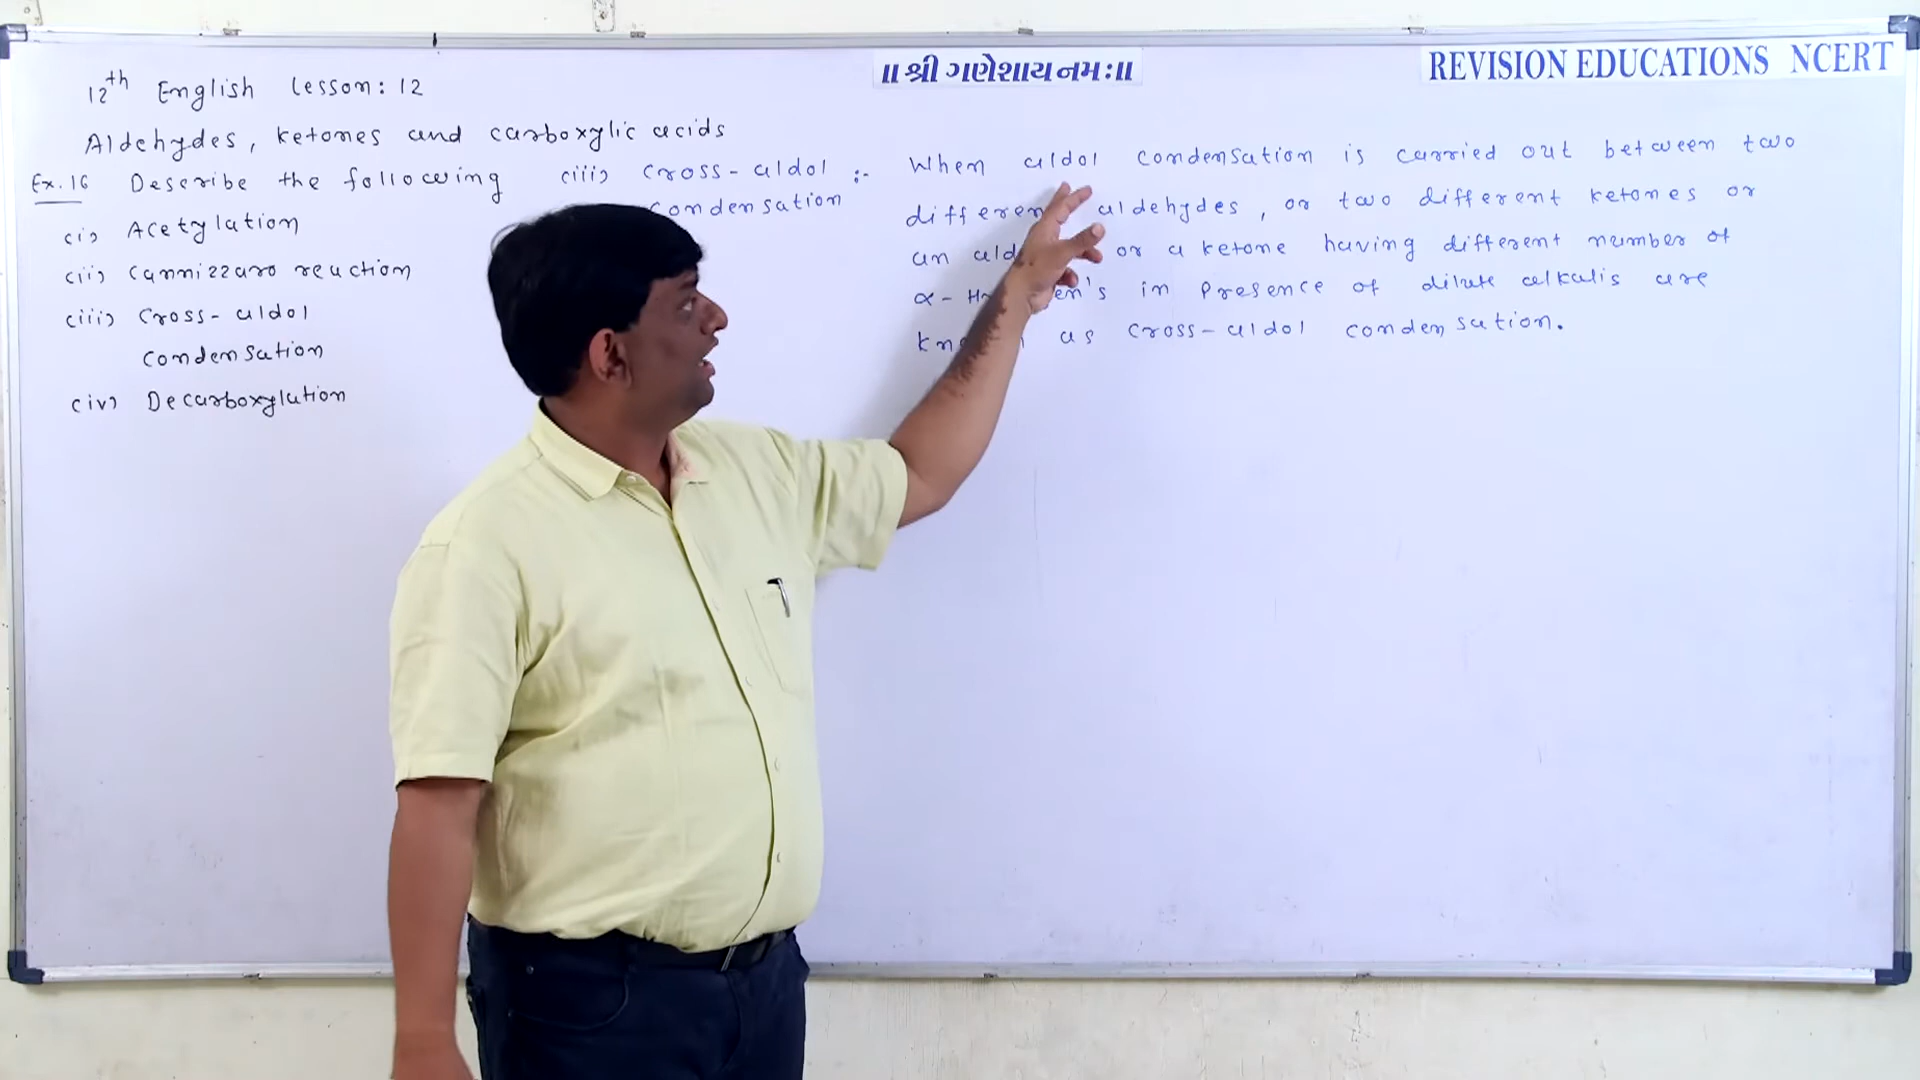 ॥ શ્રી ગણેશાય નમઃ॥
REVISION EDUCATIONS NCERT
12th English Lesson: 12
Aldehydes, ketones and carboxylic acids
Ex. 16 Describe the following
(i) Acetylation
(ii) Cannizzaro reaction
(iii) Cross-aldol
Condensation
(iv) Decarboxylation
(iii) Cross-aldol :-
Condensation
When aldol Condensation is carried out between two
different aldehydes, or two different ketones or
an or a ketone having different number of
α- in presence of dilute alkalis are
as Cross-aldol Condensation.